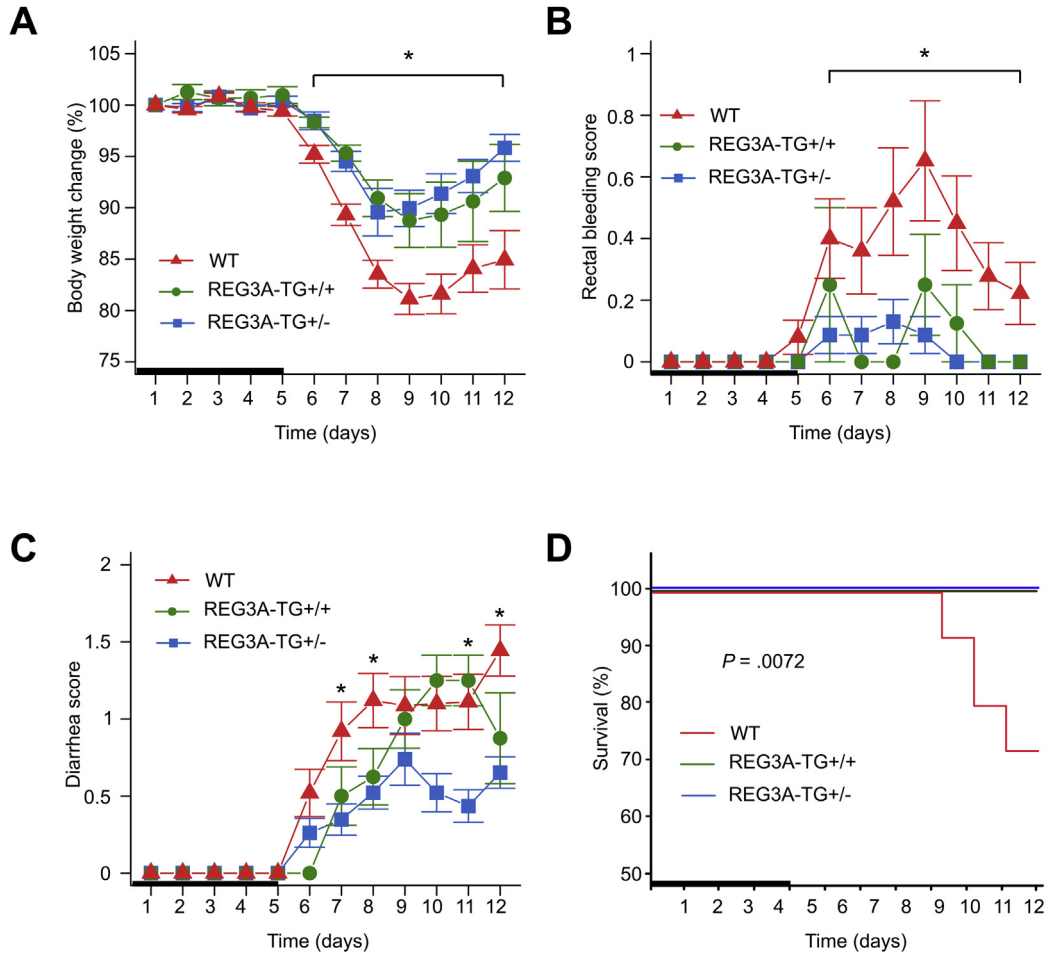 A
105
100
95
90
85
80
75
Body weight change (%)
*
WT
REG3A-TG+/+
REG3A-TG+/-
1 2 3 4 5 6 7 8 9 10 11 12
Time (days)
B
1
0.8
0.6
0.4
0.2
0
Rectal bleeding score
*
WT
REG3A-TG+/+
REG3A-TG+/-
1 2 3 4 5 6 7 8 9 10 11 12
Time (days)
C
2
1.5
1
0.5
0
Diarrhea score
WT
REG3A-TG+/+
REG3A-TG+/-
* * * *
1 2 3 4 5 6 7 8 9 10 11 12
Time (days)
D
100
90
80
70
60
50
Survival (%)
P = .0072
WT
REG3A-TG+/+
REG3A-TG+/-
1 2 3 4 5 6 7 8 9 10 11 12
Time (days)